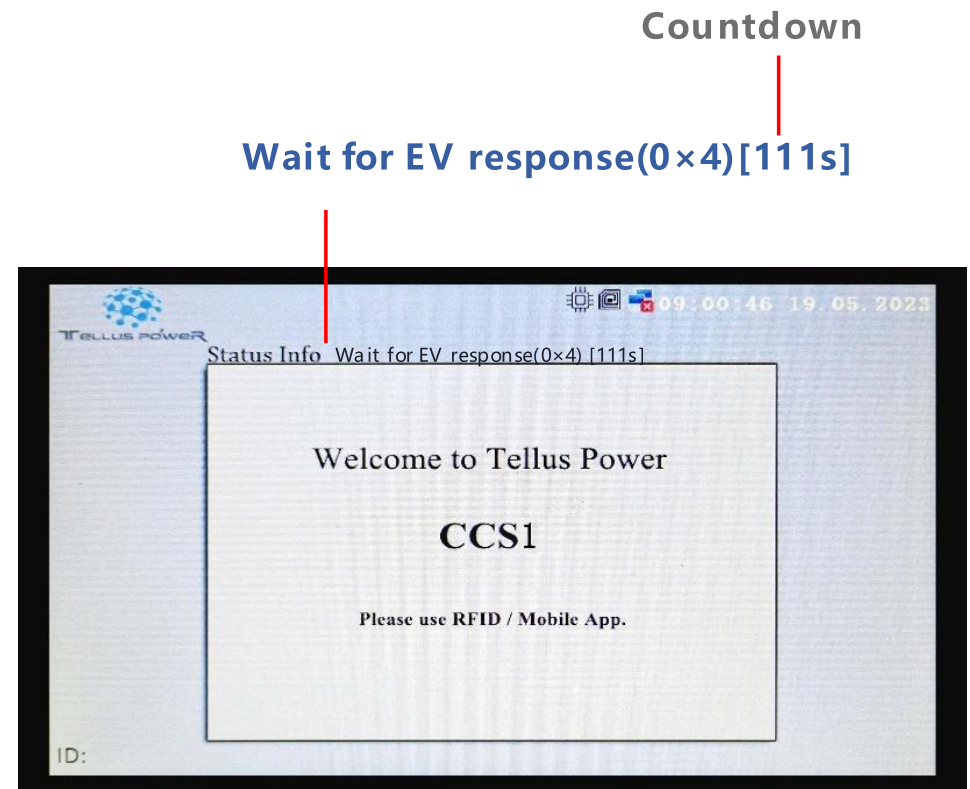 Countdown
Wait for EV response(0×4)[111s]
TELLUS POWER
09:00:46 19.05.2023
Status Info Wait for EV response(0×4) [111s]
Welcome to Tellus Power
CCS1
Please use RFID / Mobile App.
ID: